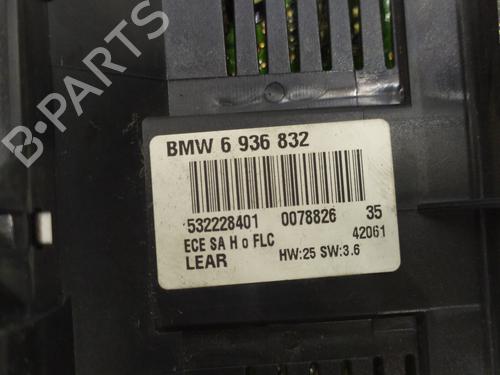 B-PARTS
BMW 6 936 832
532228401 0078826 35
ECE SA H o FLC 42061
LEAR HW:25 SW:3.6